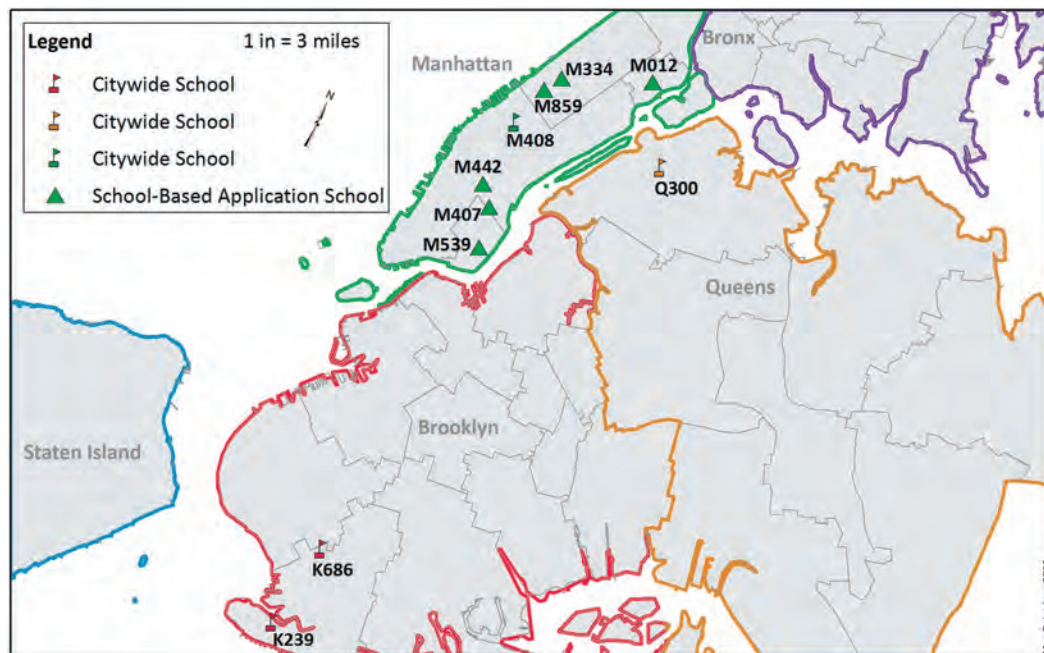 Legend 1 in = 3 miles
Citywide School
Citywide School
Citywide School
School-Based Application School
N
Manhattan
Bronx
M334
M012
M859
M408
M442
M407
M539
Q300
Queens
Brooklyn
Staten Island
K686
K239